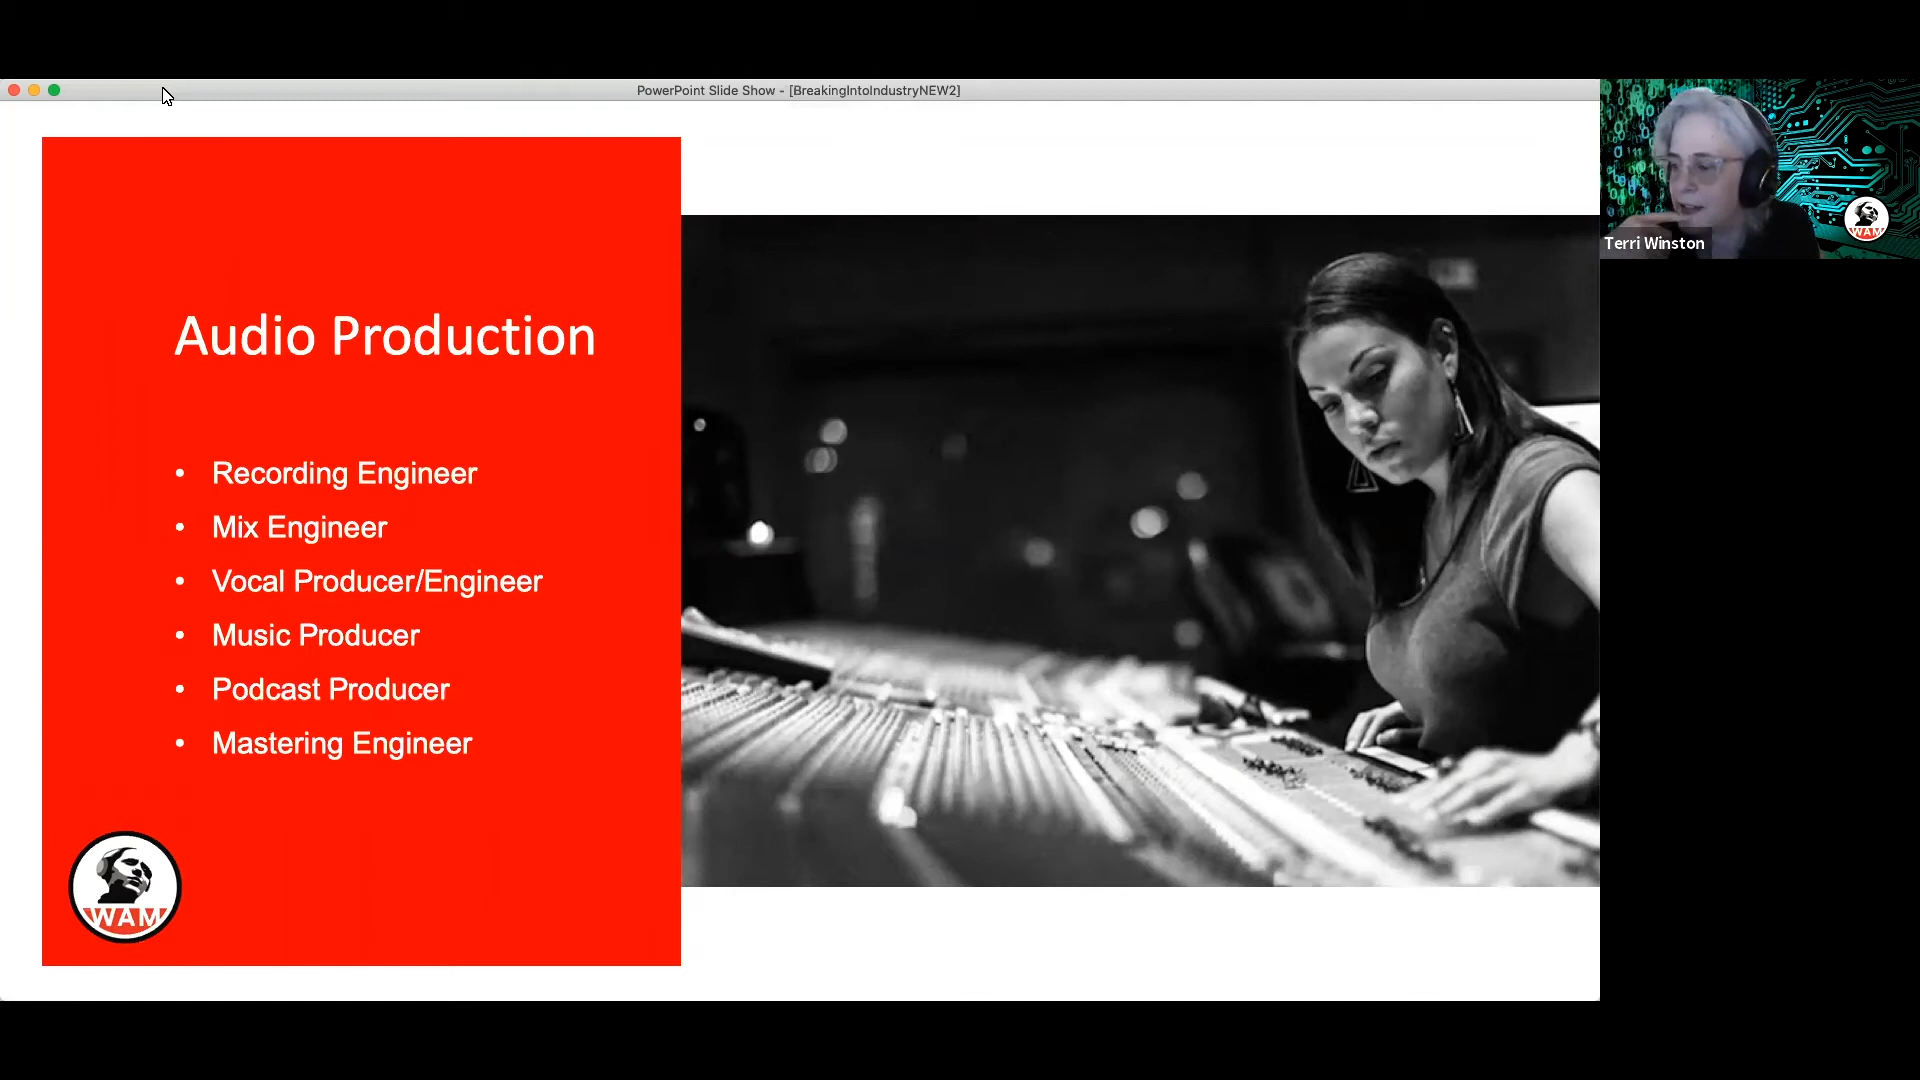 PowerPoint Slide Show - [BreakingIntoIndustryNEW2]
Audio Production
• Recording Engineer
• Mix Engineer
• Vocal Producer/Engineer
• Music Producer
• Podcast Producer
• Mastering Engineer
WAM
WAM
Terri Winston